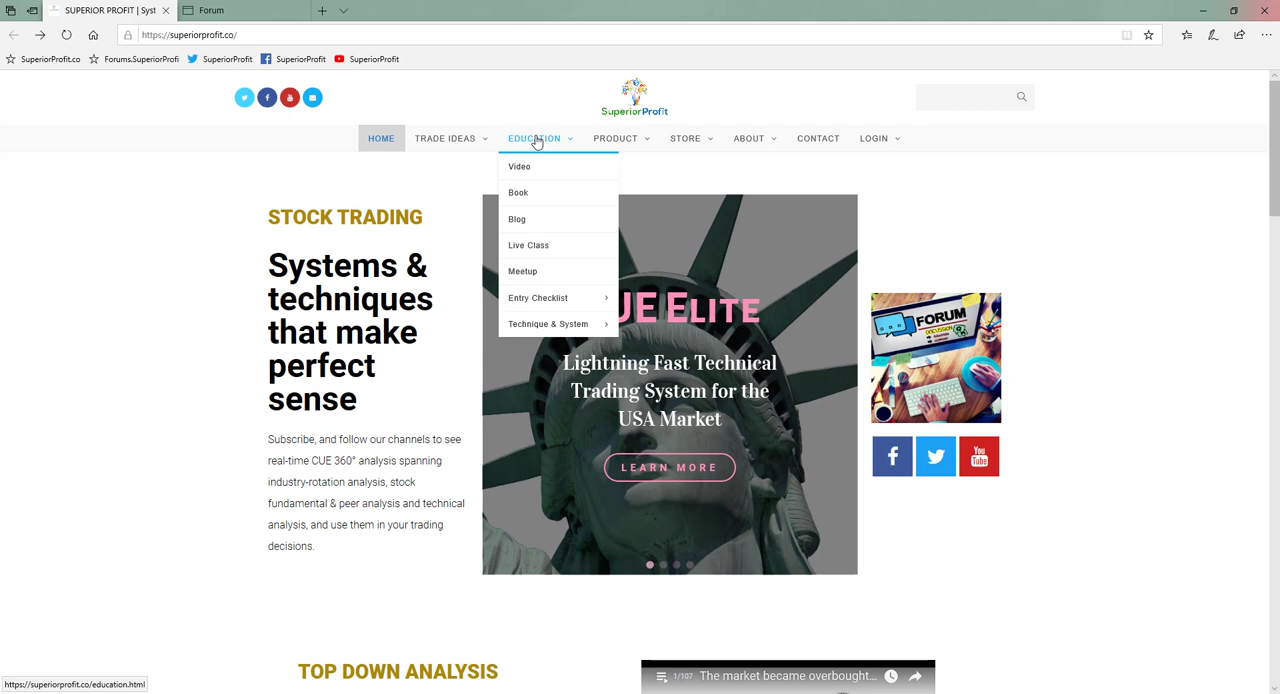 SUPERIOR PROFIT | Syst
Forum
https://superiorprofit.co/
SuperiorProfit.co
Forums.SuperiorProfi
SuperiorProfit
SuperiorProfit
SuperiorProfit
SuperiorProfit
HOME
TRADE IDEAS
EDUCATION
PRODUCT
STORE
ABOUT
CONTACT
LOGIN
Video
Book
Blog
Live Class
Meetup
Entry Checklist
Technique & System
STOCK TRADING
Systems &
techniques
that make
perfect
sense
Subscribe, and follow our channels to see
real-time CUE 360° analysis spanning
industry-rotation analysis, stock
fundamental & peer analysis and technical
analysis, and use them in your trading
decisions.
UE ELITE
Lightning Fast Technical
Trading System for the
USA Market
LEARN MORE
FORUM
DISCUSSION
You
Tube
TOP DOWN ANALYSIS
1/107 The market became overbought...
https://superiorprofit.co/education.html